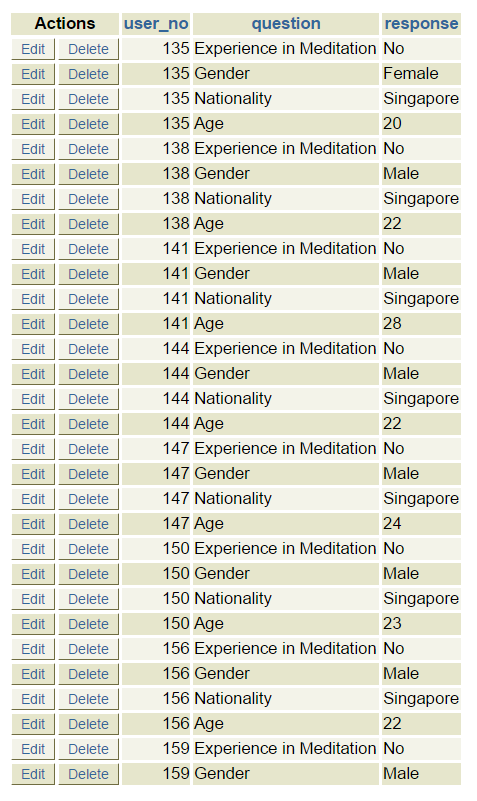 Actions user_no question response
Edit Delete 135 Experience in Meditation No
Edit Delete 135 Gender Female
Edit Delete 135 Nationality Singapore
Edit Delete 135 Age 20
Edit Delete 138 Experience in Meditation No
Edit Delete 138 Gender Male
Edit Delete 138 Nationality Singapore
Edit Delete 138 Age 22
Edit Delete 141 Experience in Meditation No
Edit Delete 141 Gender Male
Edit Delete 141 Nationality Singapore
Edit Delete 141 Age 28
Edit Delete 144 Experience in Meditation No
Edit Delete 144 Gender Male
Edit Delete 144 Nationality Singapore
Edit Delete 144 Age 22
Edit Delete 147 Experience in Meditation No
Edit Delete 147 Gender Male
Edit Delete 147 Nationality Singapore
Edit Delete 147 Age 24
Edit Delete 150 Experience in Meditation No
Edit Delete 150 Gender Male
Edit Delete 150 Nationality Singapore
Edit Delete 150 Age 23
Edit Delete 156 Experience in Meditation No
Edit Delete 156 Gender Male
Edit Delete 156 Nationality Singapore
Edit Delete 156 Age 22
Edit Delete 159 Experience in Meditation No
Edit Delete 159 Gender Male